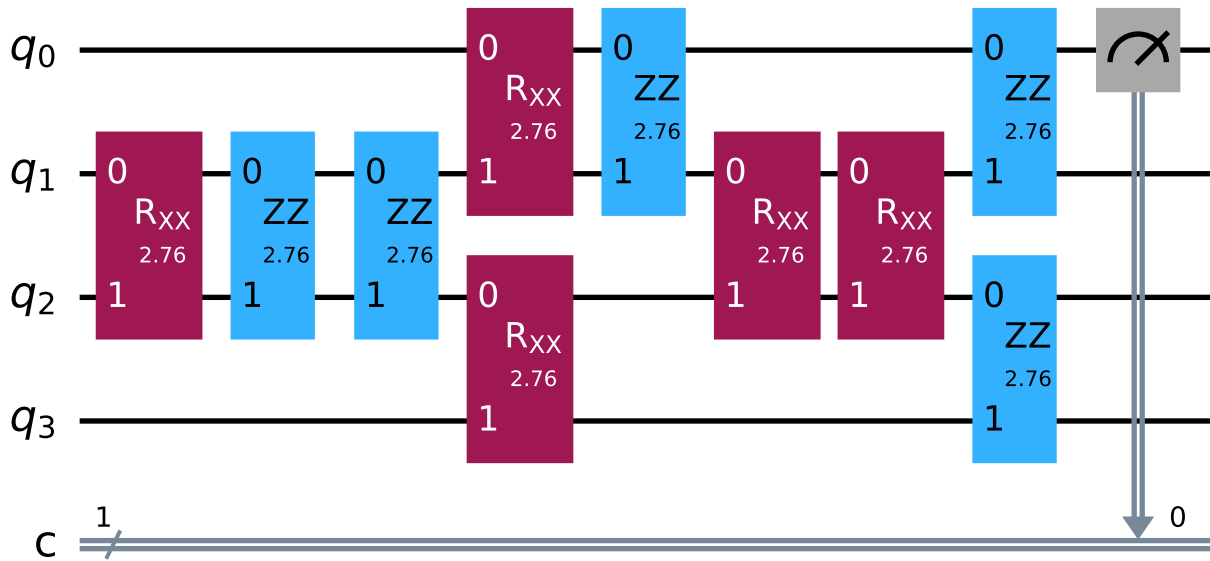 q0 0 0 0
RXX ZZ ZZ
2.76 2.76 2.76
q1 0 0 0 1 1 0 0 1
RXX ZZ ZZ RXX RXX
2.76 2.76 2.76 2.76 2.76
q2 1 1 1 0 1 1 0
RXX ZZ
2.76 2.76
q3 1 1
1 0
c